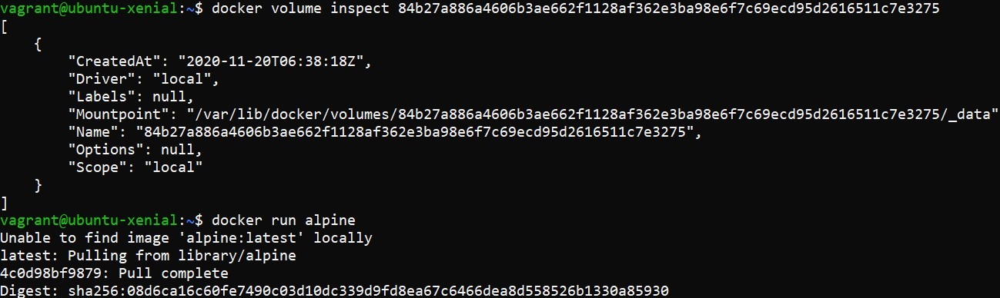 vagrant@ubuntu-xenial:~$ docker volume inspect 84b27a886a4606b3ae662f1128af362e3ba98e6f7c69ecd95d2616511c7e3275
[
    {
        "CreatedAt": "2020-11-20T06:38:18Z",
        "Driver": "local",
        "Labels": null,
        "Mountpoint": "/var/lib/docker/volumes/84b27a886a4606b3ae662f1128af362e3ba98e6f7c69ecd95d2616511c7e3275/_data"
        "Name": "84b27a886a4606b3ae662f1128af362e3ba98e6f7c69ecd95d2616511c7e3275",
        "Options": null,
        "Scope": "local"
    }
]
vagrant@ubuntu-xenial:~$ docker run alpine
Unable to find image 'alpine:latest' locally
latest: Pulling from library/alpine
4c0d98bf9879: Pull complete
Digest: sha256:08d6ca16c60fe7490c03d10dc339d9fd8ea67c6466dea8d558526b1330a85930